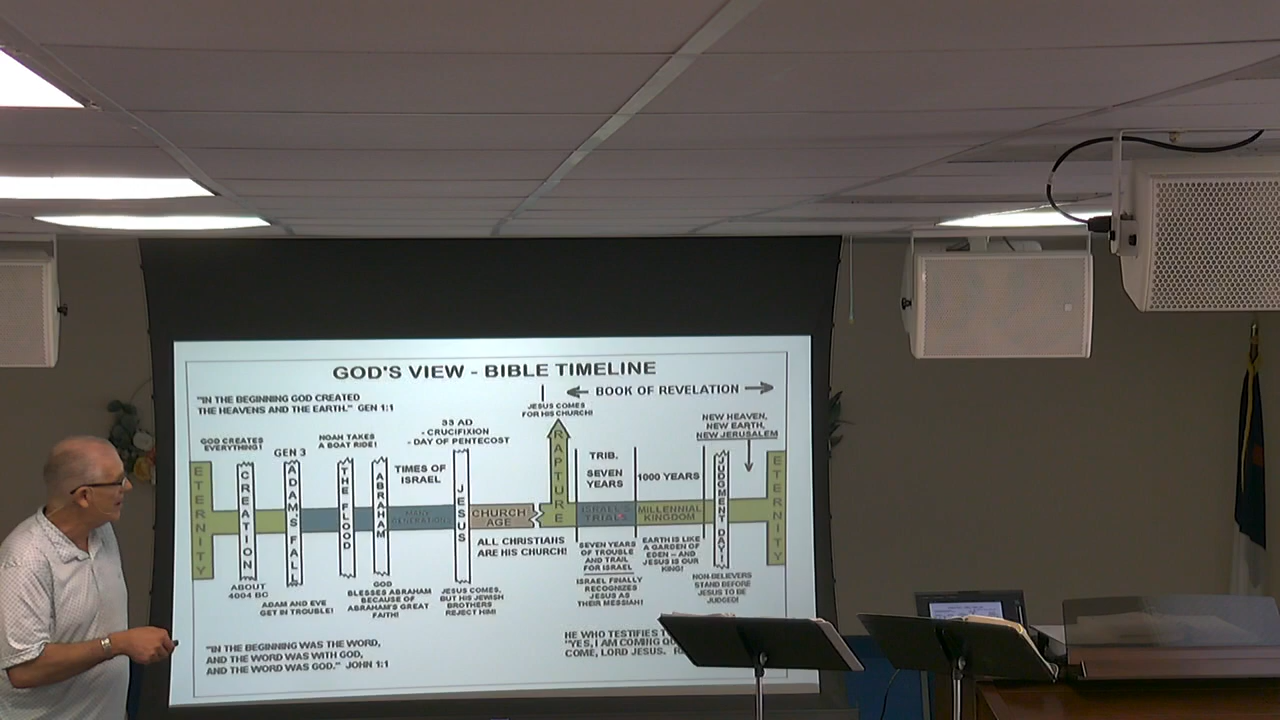 GOD'S VIEW - BIBLE TIMELINE
"IN THE BEGINNING GOD CREATED
THE HEAVENS AND THE EARTH." GEN 1:1
JESUS COMES
FOR HIS CHURCH!
BOOK OF REVELATION
GOD CREATES
EVERYTHING!
GEN 3
NOAH TAKES
A BOAT RIDE!
33 AD
- CRUCIFIXION
- DAY OF PENTECOST
NEW HEAVEN,
NEW EARTH,
NEW JERUSALEM
TIMES OF
ISRAEL
TRIB.
SEVEN
YEARS
1000 YEARS
ETERNITY
CREATION
ADAM'S FALL
THE FLOOD
ABRAHAM
MANY
GENERATIONS
JESUS
CHURCH
AGE
RAPTURE
ISRAEL'S
TRIALS
MILLENNIAL
KINGDOM
JUDGMENT DAY!
ETERNITY
ALL CHRISTIANS
ARE HIS CHURCH!
ABOUT
4004 BC
ADAM AND EVE
GET IN TROUBLE!
GOD
BLESSES ABRAHAM
BECAUSE OF
ABRAHAM'S GREAT
FAITH!
JESUS COMES,
BUT HIS JEWISH
BROTHERS
REJECT HIM!
SEVEN YEARS
OF TROUBLE
AND TRAIL
FOR ISRAEL
ISRAEL FINALLY
RECOGNIZES
JESUS AS
THEIR MESSIAH!
EARTH IS LIKE
A GARDEN OF
EDEN – AND
JESUS IS OUR
KING!
NON-BELIEVERS
STAND BEFORE
JESUS TO BE
JUDGED!
"IN THE BEGINNING WAS THE WORD,
AND THE WORD WAS WITH GOD,
AND THE WORD WAS GOD." JOHN 1:1
HE WHO TESTIFIES
"YES, I AM COMING
COME, LORD JESUS.